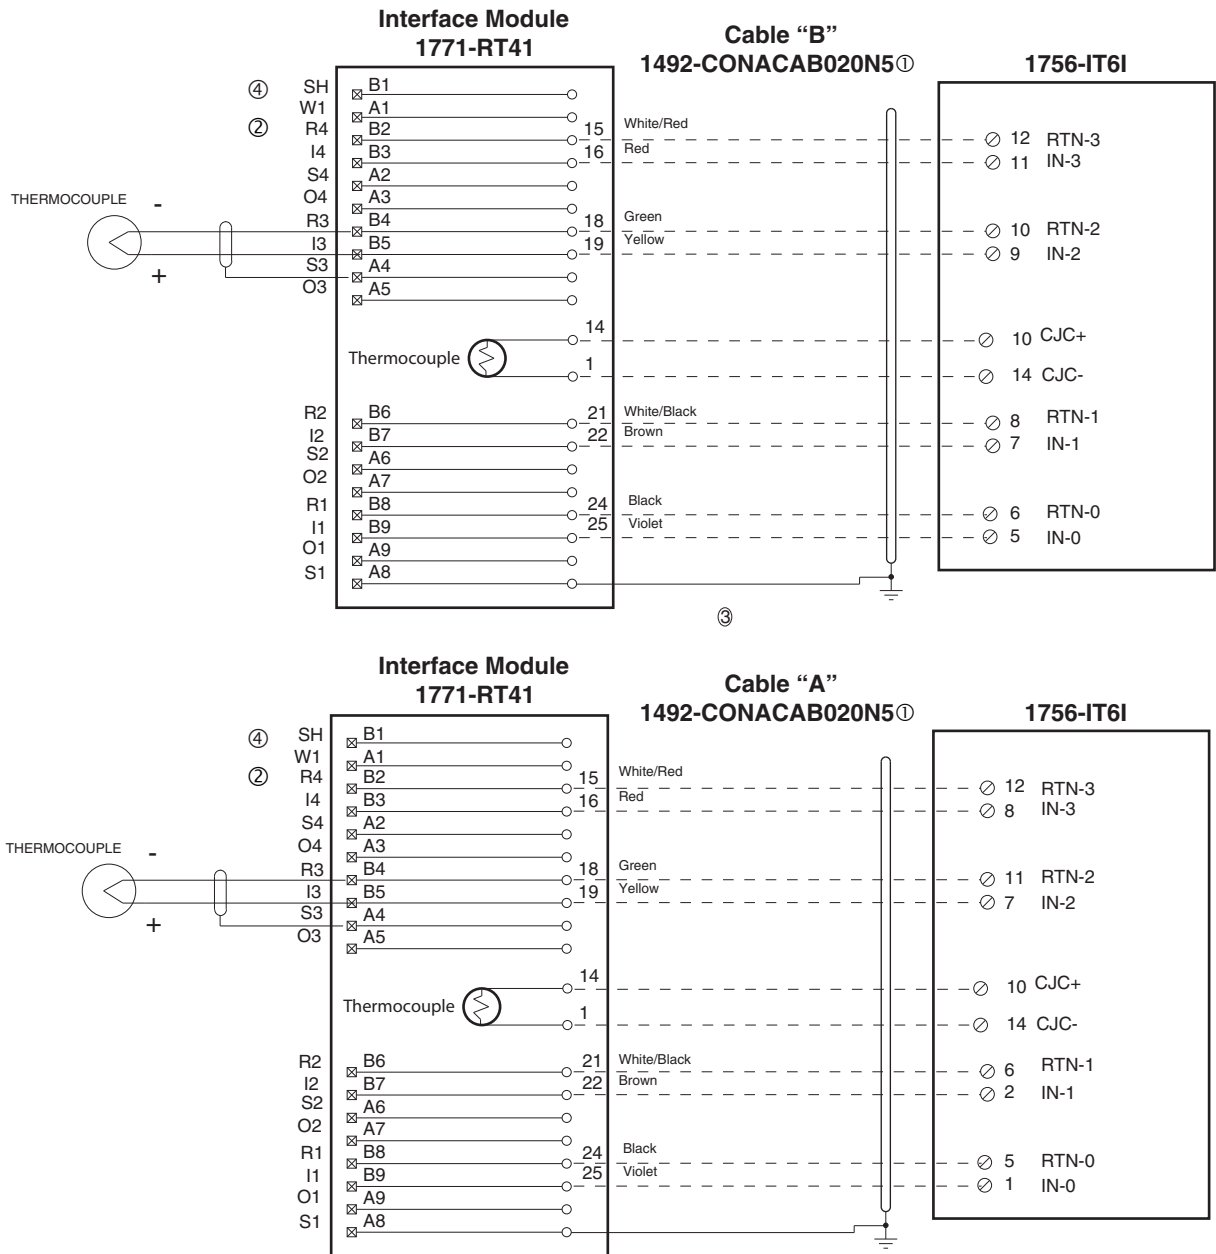 Interface Module
1771-RT41
Cable “B”
1492-CONACAB020N5①
1756-IT6I
④ SH B1
W1 A1
② R4 B2 15 White/Red 12 RTN-3
I4 B3 16 Red 11 IN-3
S4 A2
O4 A3
THERMOCOUPLE -
R3 B4 18 Green 10 RTN-2
I3 B5 19 Yellow 9 IN-2
+ S3 A4
O3 A5
14 10 CJC+
Thermocouple
1 14 CJC-
R2 B6 21 White/Black 8 RTN-1
I2 B7 22 Brown 7 IN-1
S2 A6
O2 A7
R1 B8 24 Black 6 RTN-0
I1 B9 25 Violet 5 IN-0
O1 A9
S1 A8
③
Interface Module
1771-RT41
Cable “A”
1492-CONACAB020N5①
1756-IT6I
④ SH B1
W1 A1
② R4 B2 15 White/Red 12 RTN-3
I4 B3 16 Red 8 IN-3
S4 A2
O4 A3
THERMOCOUPLE -
R3 B4 18 Green 11 RTN-2
I3 B5 19 Yellow 7 IN-2
+ S3 A4
O3 A5
14 10 CJC+
Thermocouple
1 14 CJC-
R2 B6 21 White/Black 6 RTN-1
I2 B7 22 Brown 2 IN-1
S2 A6
O2 A7
R1 B8 24 Black 5 RTN-0
I1 B9 25 Violet 1 IN-0
O1 A9
S1 A8